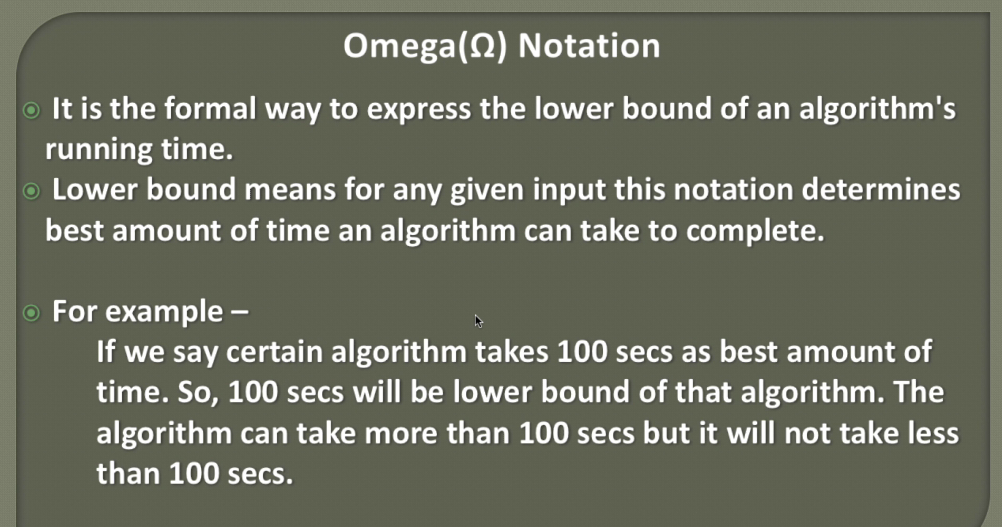 Omega(Ω) Notation
It is the formal way to express the lower bound of an algorithm's
running time.
Lower bound means for any given input this notation determines
best amount of time an algorithm can take to complete.
For example –
If we say certain algorithm takes 100 secs as best amount of
time. So, 100 secs will be lower bound of that algorithm. The
algorithm can take more than 100 secs but it will not take less
than 100 secs.